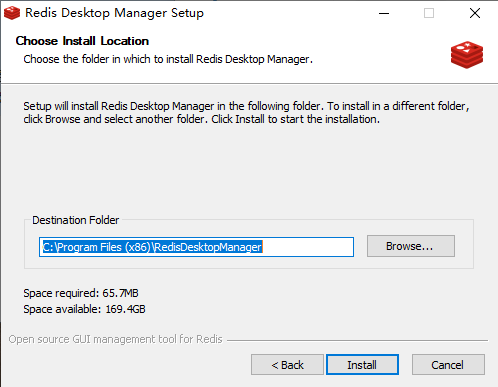 Redis Desktop Manager Setup
Choose Install Location
Choose the folder in which to install Redis Desktop Manager.
Setup will install Redis Desktop Manager in the following folder. To install in a different folder,
click Browse and select another folder. Click Install to start the installation.
Destination Folder
C:\Program Files (x86)\RedisDesktopManager
Browse...
Space required: 65.7MB
Space available: 169.4GB
Open source GUI management tool for Redis
< Back
Install
Cancel